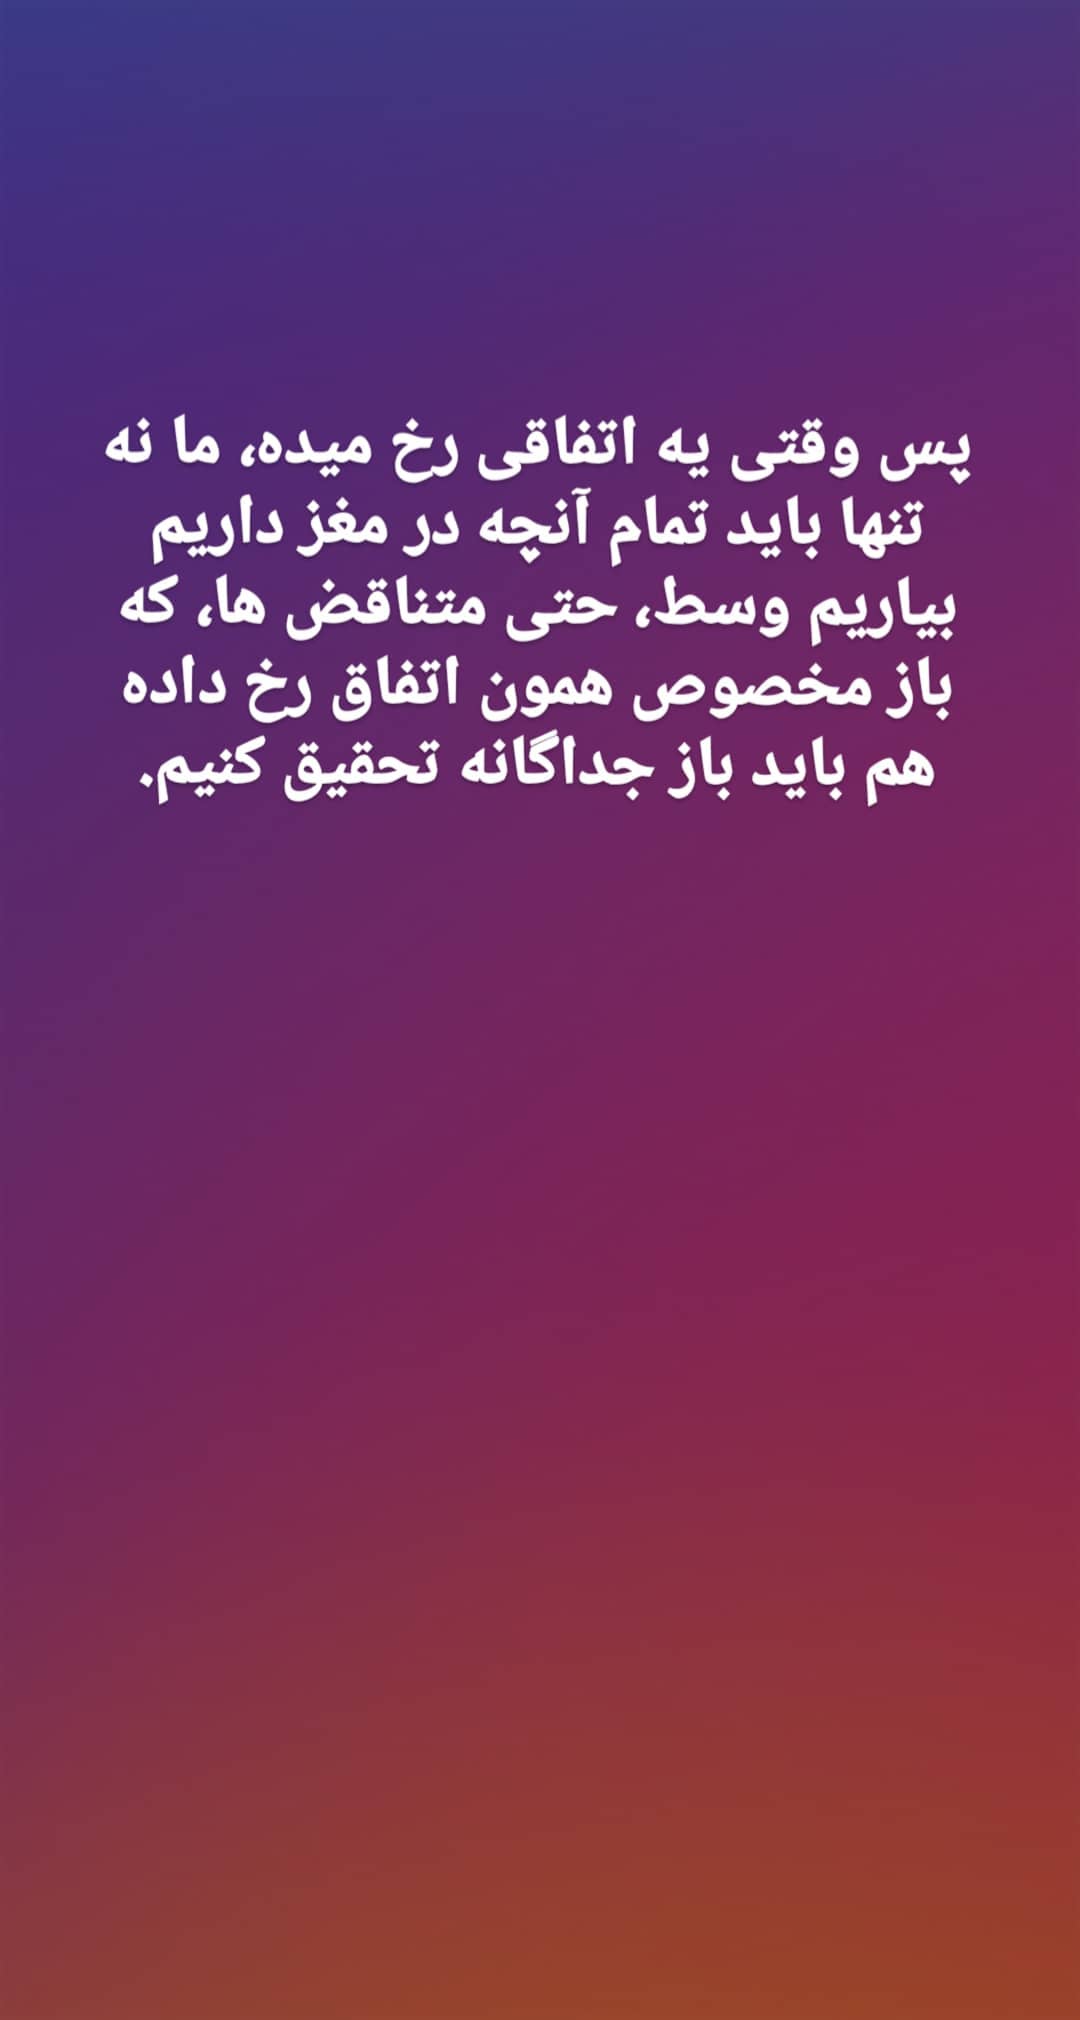 پس وقتی یه اتفاقی رخ میده، ما نه
تنها باید تمام آنچه در مغز داریم
بیاریم وسط، حتی متناقض ها، که
باز مخصوص همون اتفاق رخ داده
هم باید باز جداگانه تحقیق کنیم.